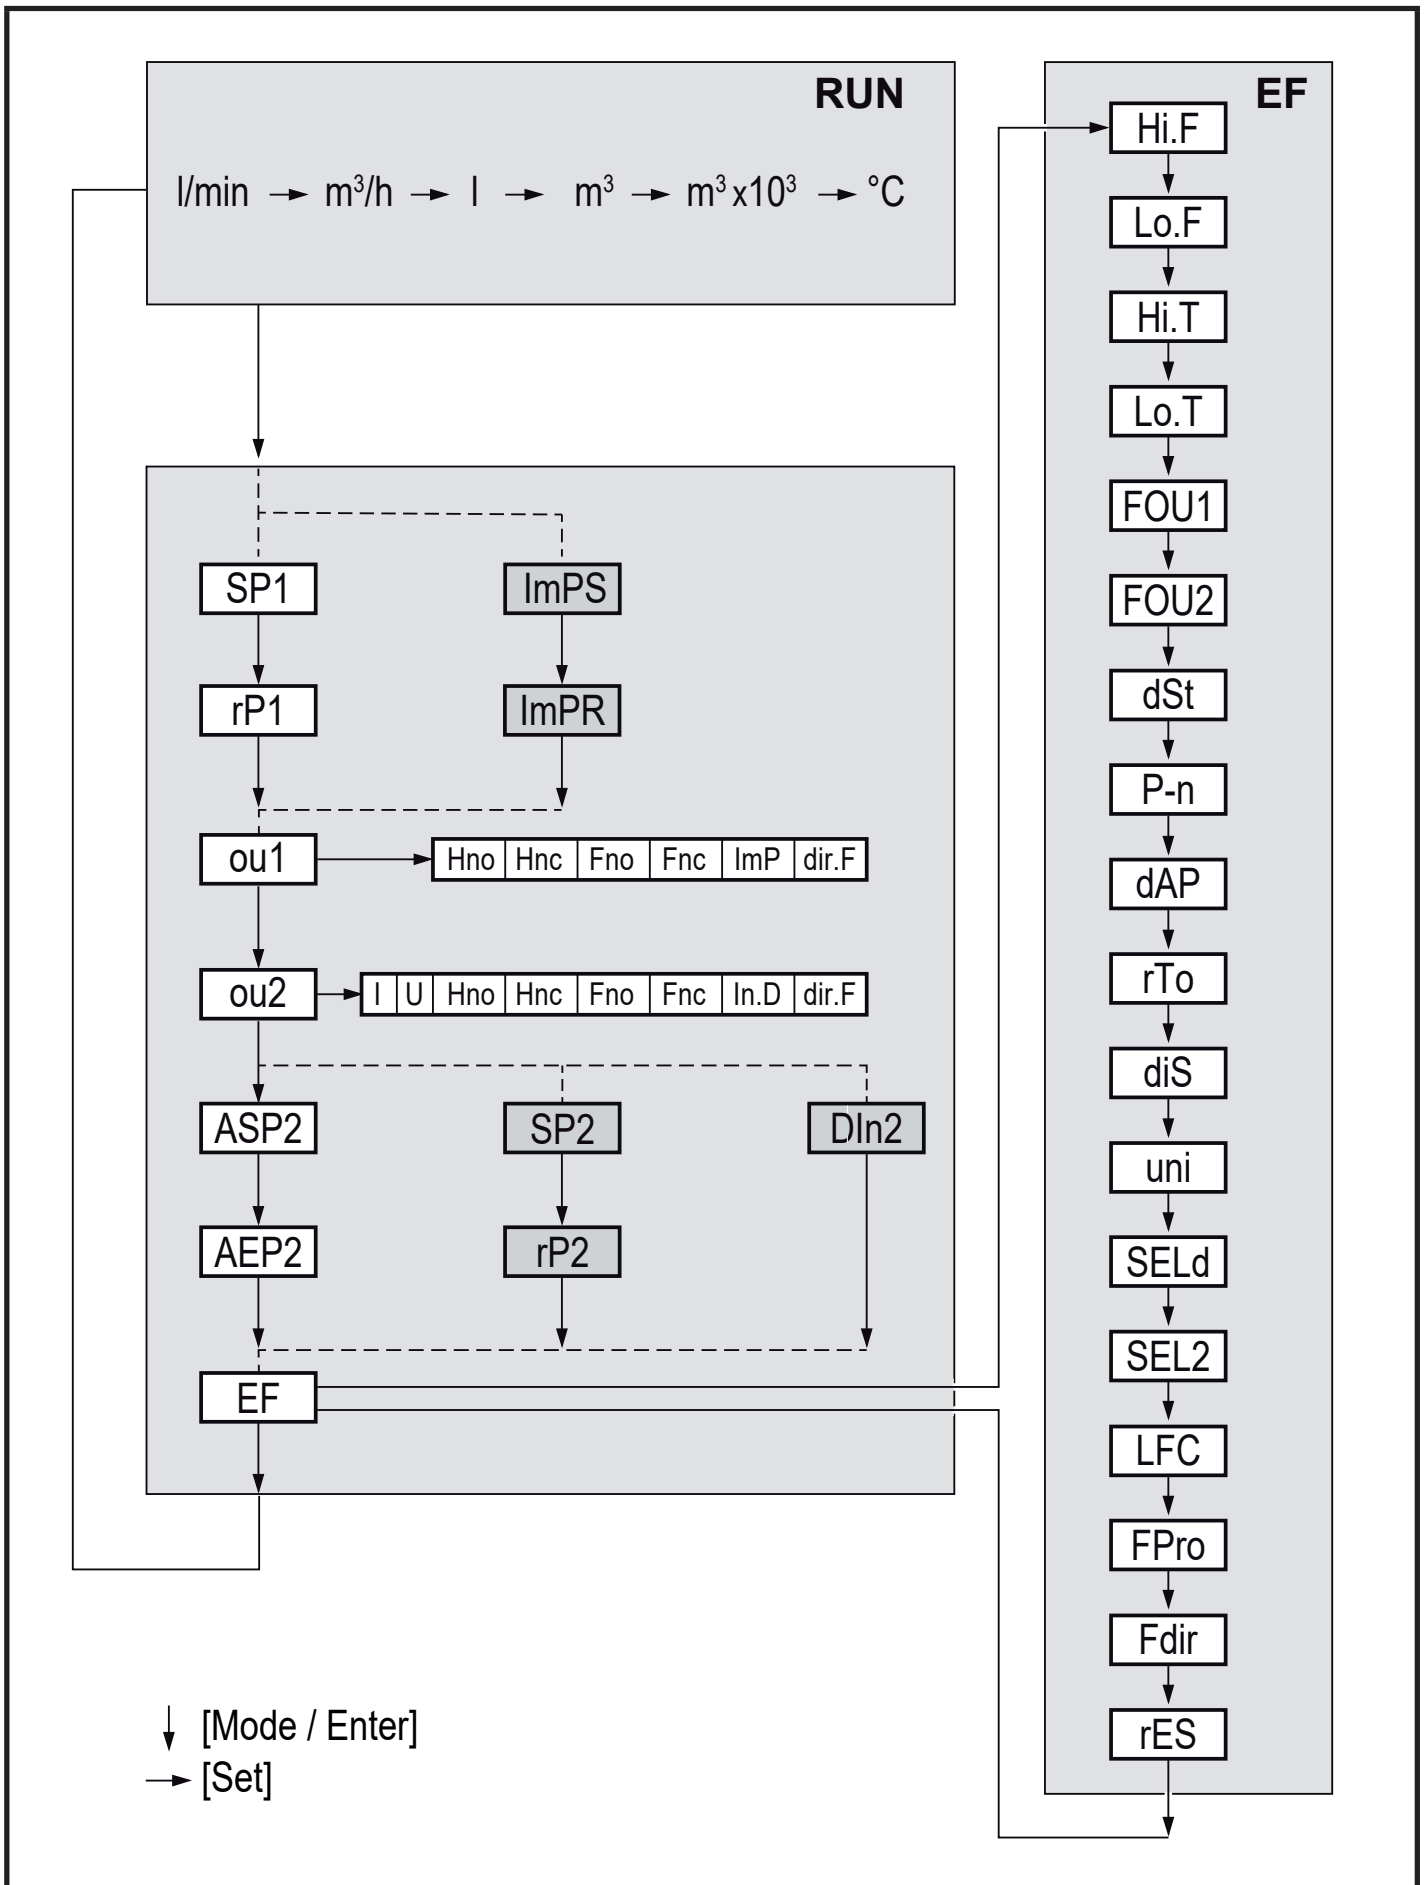 RUN
l/min m³/h l m³ m³x10³ °C
SP1 ImPS
rP1 ImPR
ou1 Hno Hnc Fno Fnc ImP dir.F
ou2 I U Hno Hnc Fno Fnc In.D dir.F
ASP2 SP2 DIn2
AEP2 rP2
EF
[Mode / Enter]
[Set]
EF
Hi.F
Lo.F
Hi.T
Lo.T
FOU1
FOU2
dSt
P-n
dAP
rTo
diS
uni
SELd
SEL2
LFC
FPro
Fdir
rES